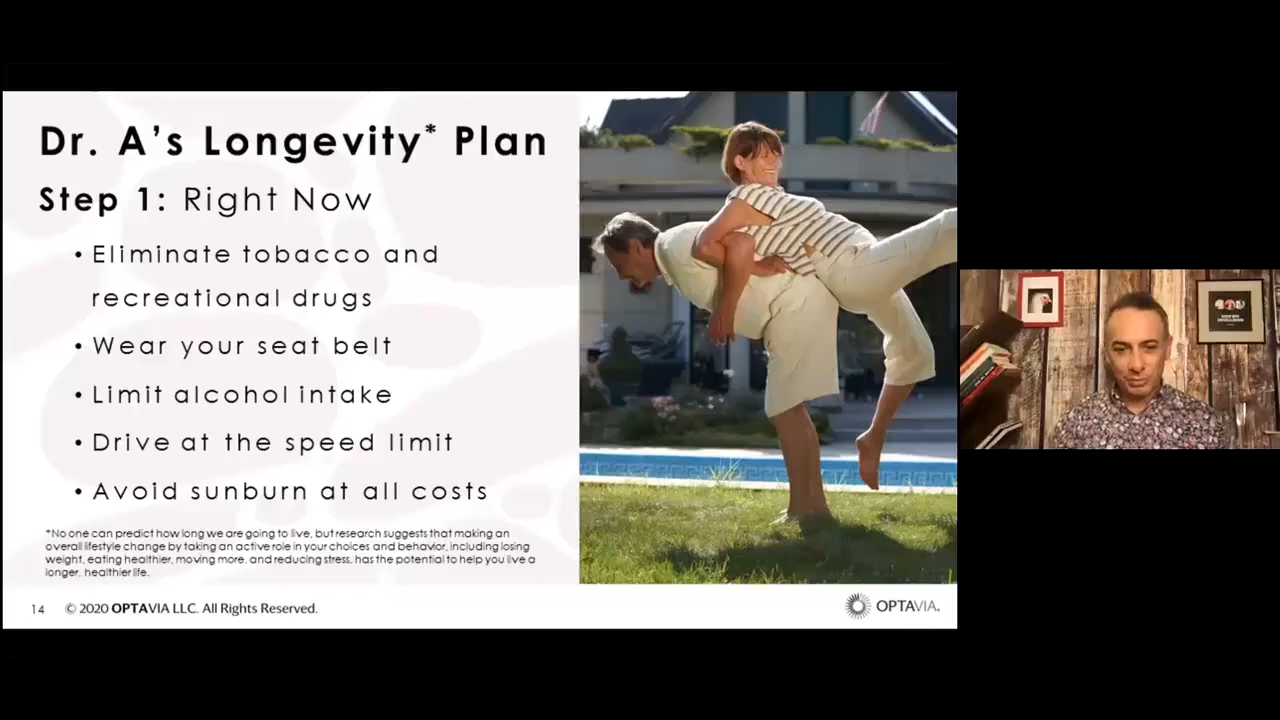 Dr. A's Longevity* Plan
Step 1: Right Now
• Eliminate tobacco and
recreational drugs
• Wear your seat belt
• Limit alcohol intake
• Drive at the speed limit
• Avoid sunburn at all costs
*No one can predict how long we are going to live, but research suggests that making an
overall lifestyle change by taking an active role in your choices and behavior, including losing
weight, eating healthier, moving more, and reducing stress, has the potential to help you live a
longer, healthier life.
14 © 2020 OPTAVIA LLC. All Rights Reserved.
OPTAVIA.